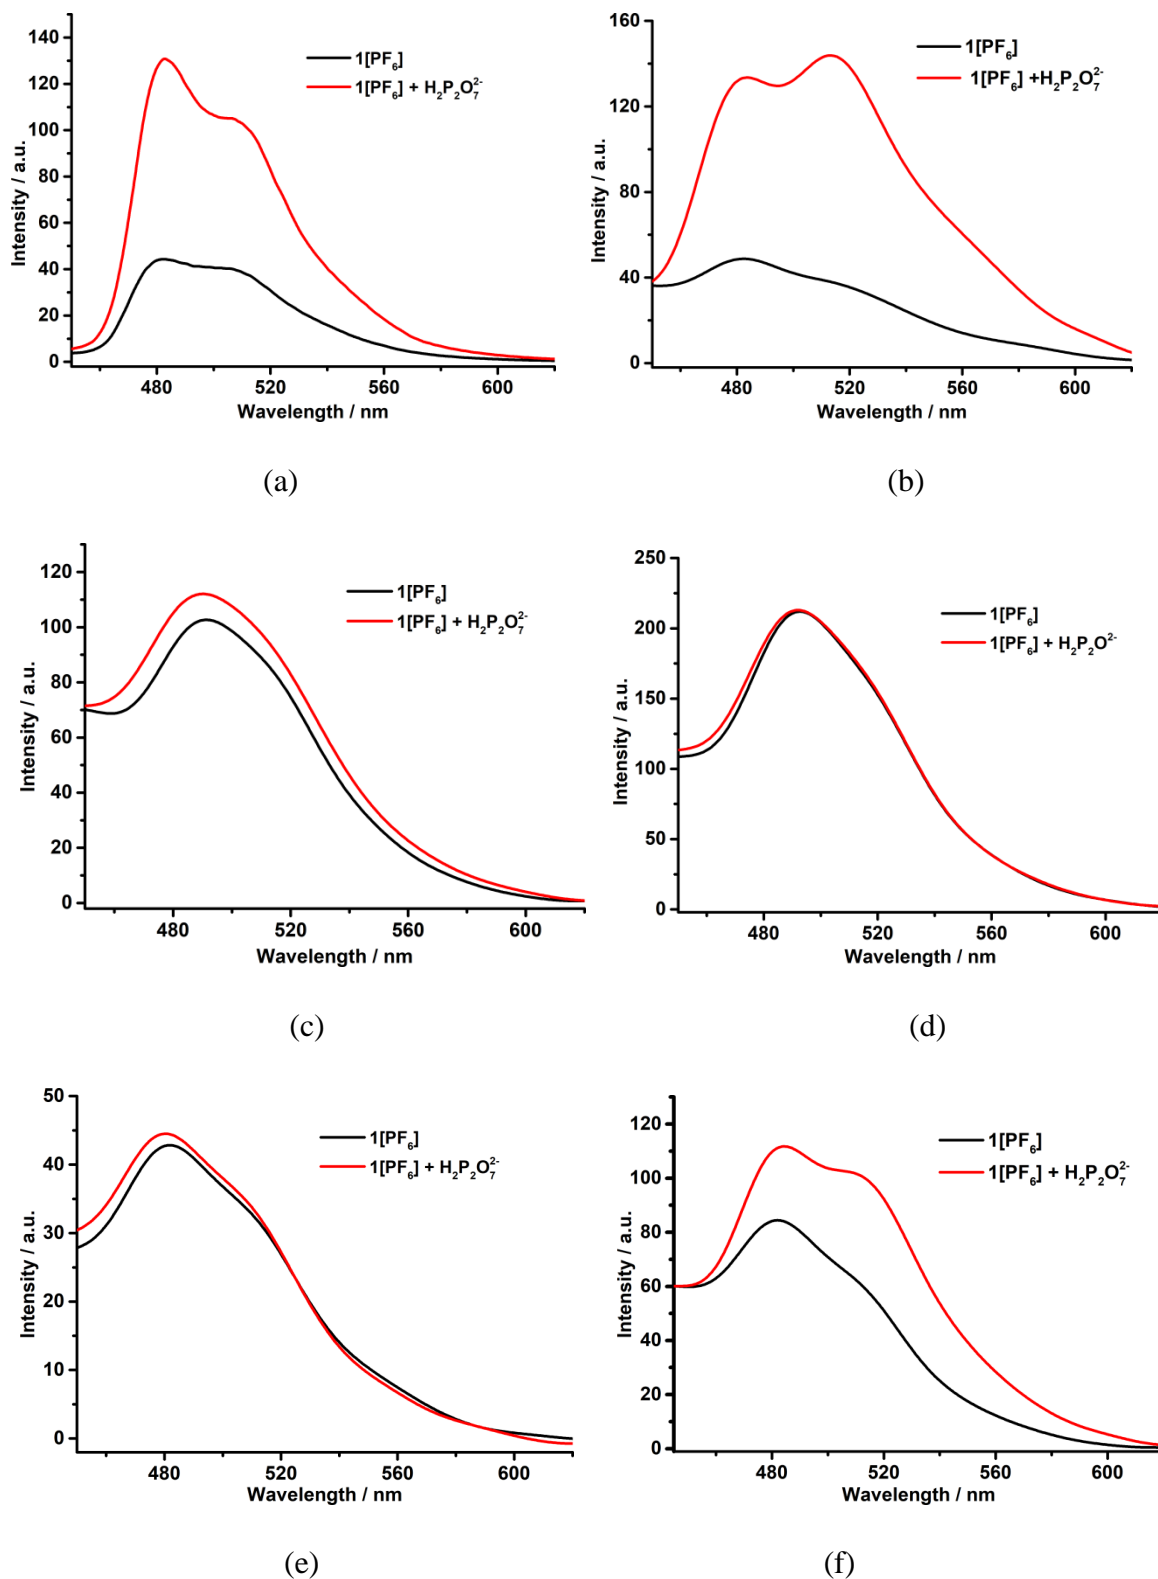 140
120
100
80
60
40
20
0
Intensity / a.u.
1[PF₆]
1[PF₆] + H₂P₂O₇²⁻
480 520 560 600
Wavelength / nm
(a)
160
120
80
40
0
Intensity / a.u.
1[PF₆]
1[PF₆] +H₂P₂O₇²⁻
480 520 560 600
Wavelength / nm
(b)
120
100
80
60
40
20
0
Intensity / a.u.
1[PF₆]
1[PF₆] + H₂P₂O₇²⁻
480 520 560 600
Wavelength / nm
(c)
250
200
150
100
50
0
Intensity / a.u.
1[PF₆]
1[PF₆] + H₂P₂O²⁻
480 520 560 600
Wavelength / nm
(d)
50
40
30
20
10
0
Intensity / a.u.
1[PF₆]
1[PF₆] + H₂P₂O₇²⁻
480 520 560 600
Wavelength / nm
(e)
120
100
80
60
40
20
0
Intensity / a.u.
1[PF₆]
1[PF₆] + H₂P₂O₇²⁻
480 520 560 600
Wavelength / nm
(f)